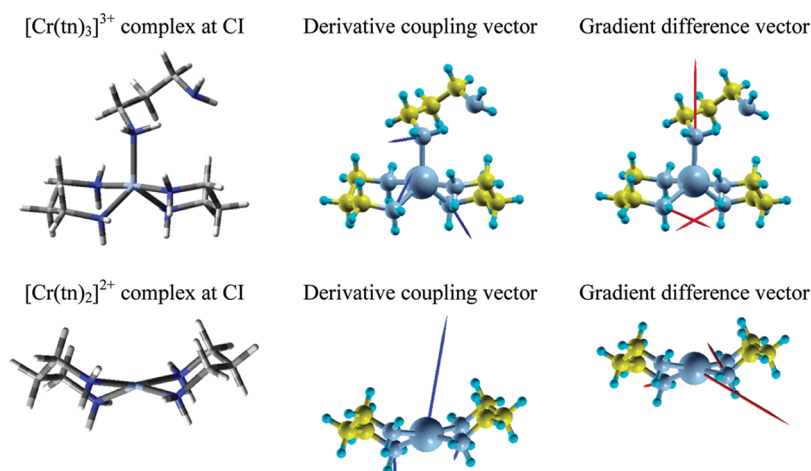 [Cr(tn)₃]³⁺ complex at CI
Derivative coupling vector
Gradient difference vector
[Cr(tn)₂]²⁺ complex at CI
Derivative coupling vector
Gradient difference vector